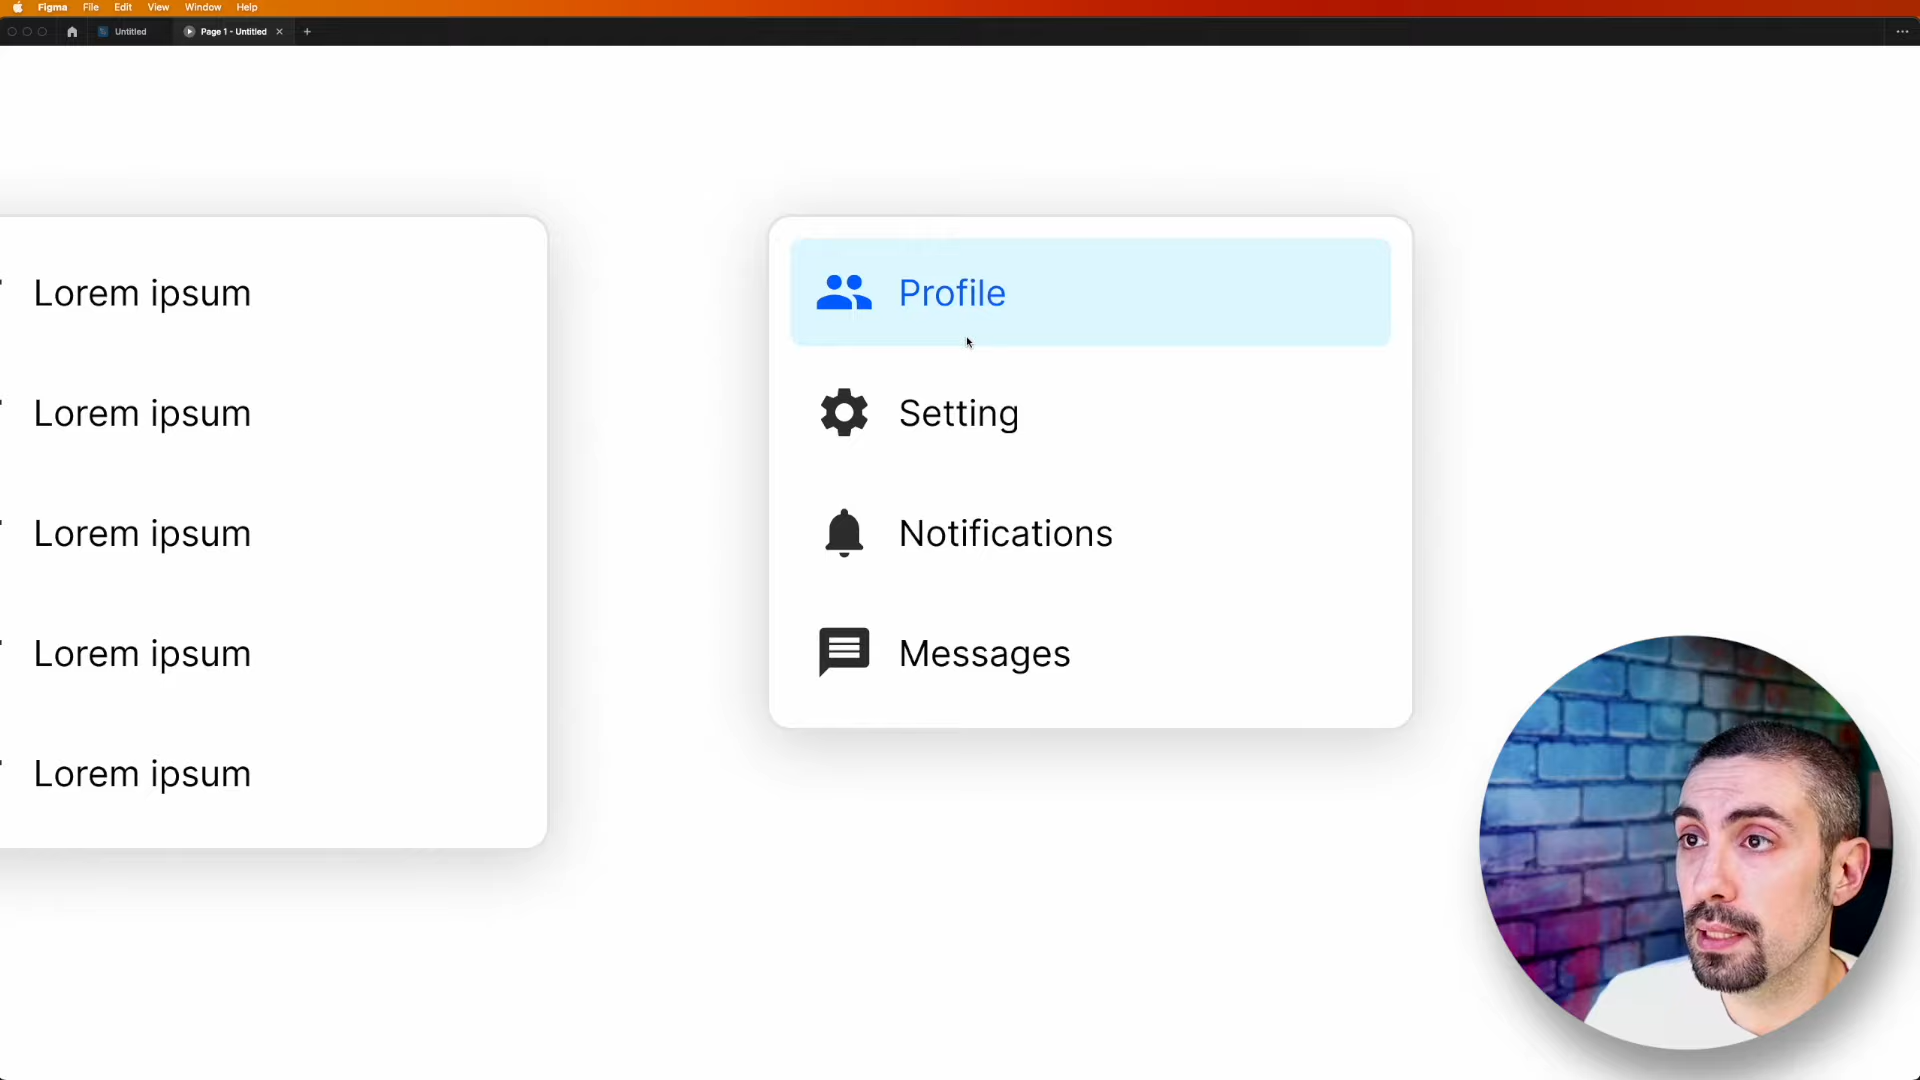 Figma File Edit View Window Help
Untitled Page 1 - Untitled
Lorem ipsum
Lorem ipsum
Lorem ipsum
Lorem ipsum
Lorem ipsum
Profile
Setting
Notifications
Messages